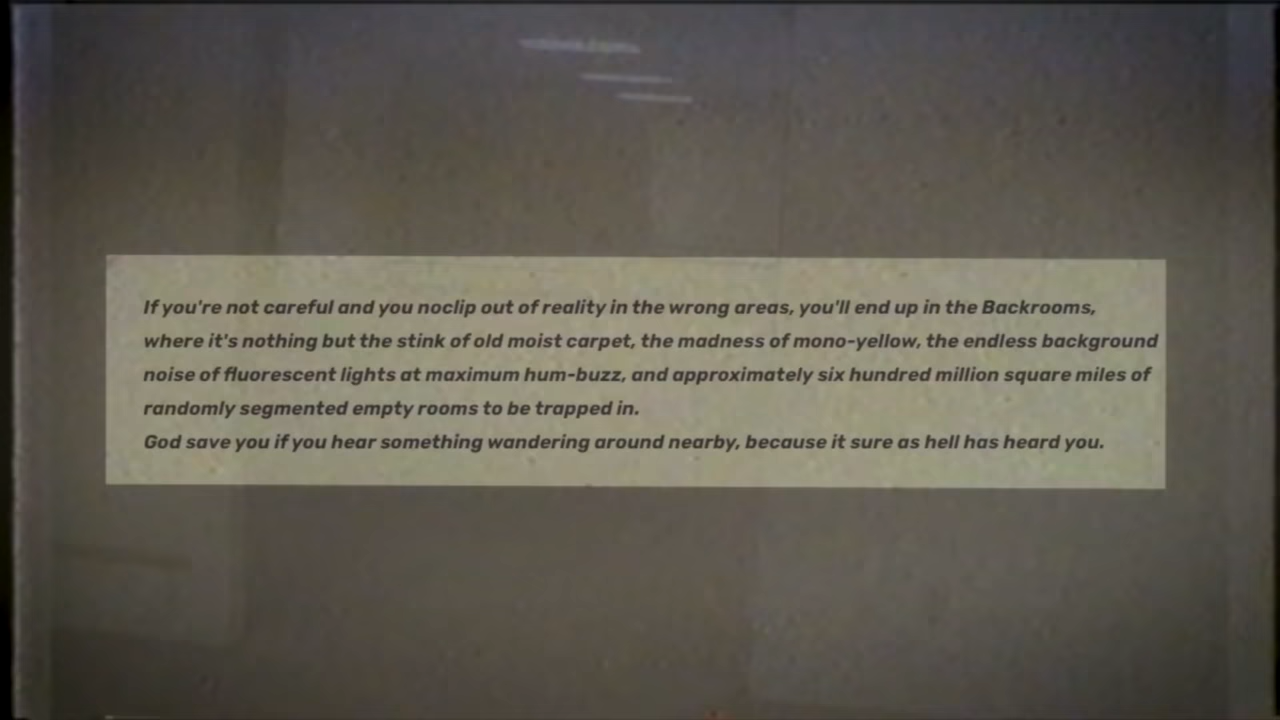 If you're not careful and you noclip out of reality in the wrong areas, you'll end up in the Backrooms,
where it's nothing but the stink of old moist carpet, the madness of mono-yellow, the endless background
noise of fluorescent lights at maximum hum-buzz, and approximately six hundred million square miles of
randomly segmented empty rooms to be trapped in.
God save you if you hear something wandering around nearby, because it sure as hell has heard you.